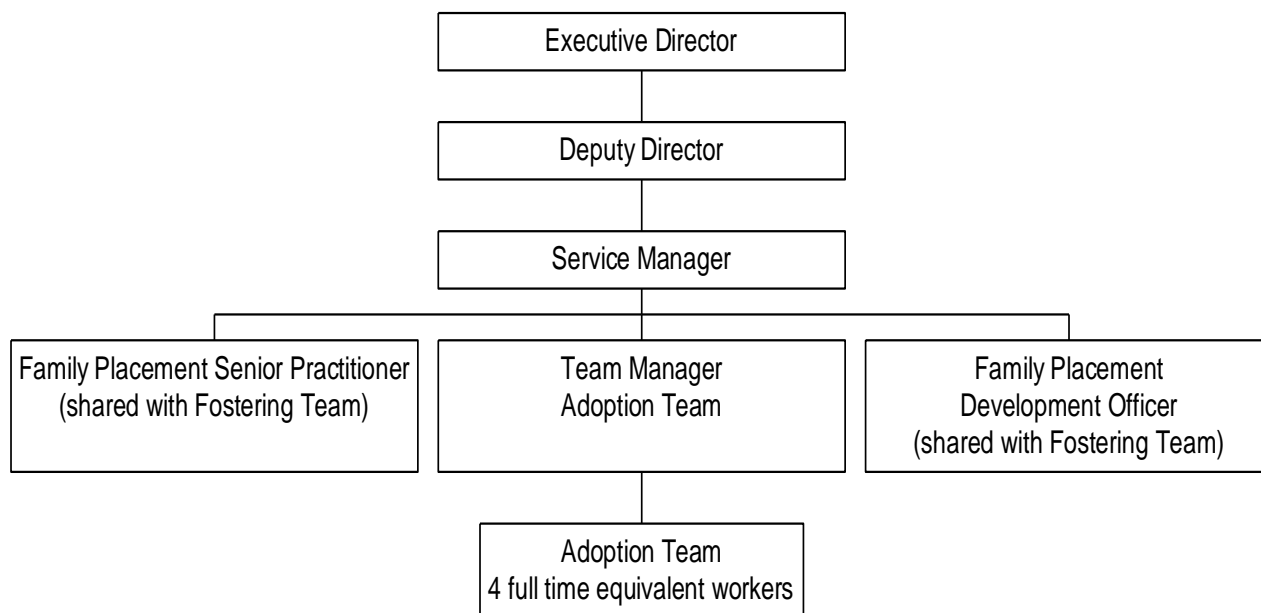 Executive Director
Deputy Director
Service Manager
Family Placement Senior Practitioner
(shared with Fostering Team)
Team Manager
Adoption Team
Family Placement
Development Officer
(shared with Fostering Team)
Adoption Team
4 full time equivalent workers